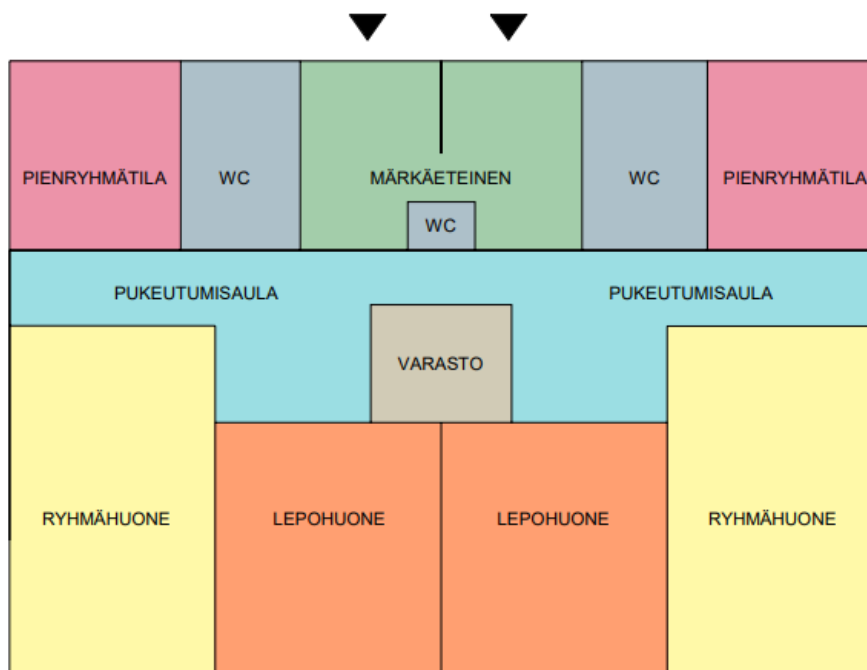 PIENRYHMÄTILA
WC
MÄRKÄETEINEN
WC
PIENRYHMÄTILA
WC
PUKEUTUMISAULA
PUKEUTUMISAULA
VARASTO
RYHMÄHUONE
LEPOHUONE
LEPOHUONE
RYHMÄHUONE